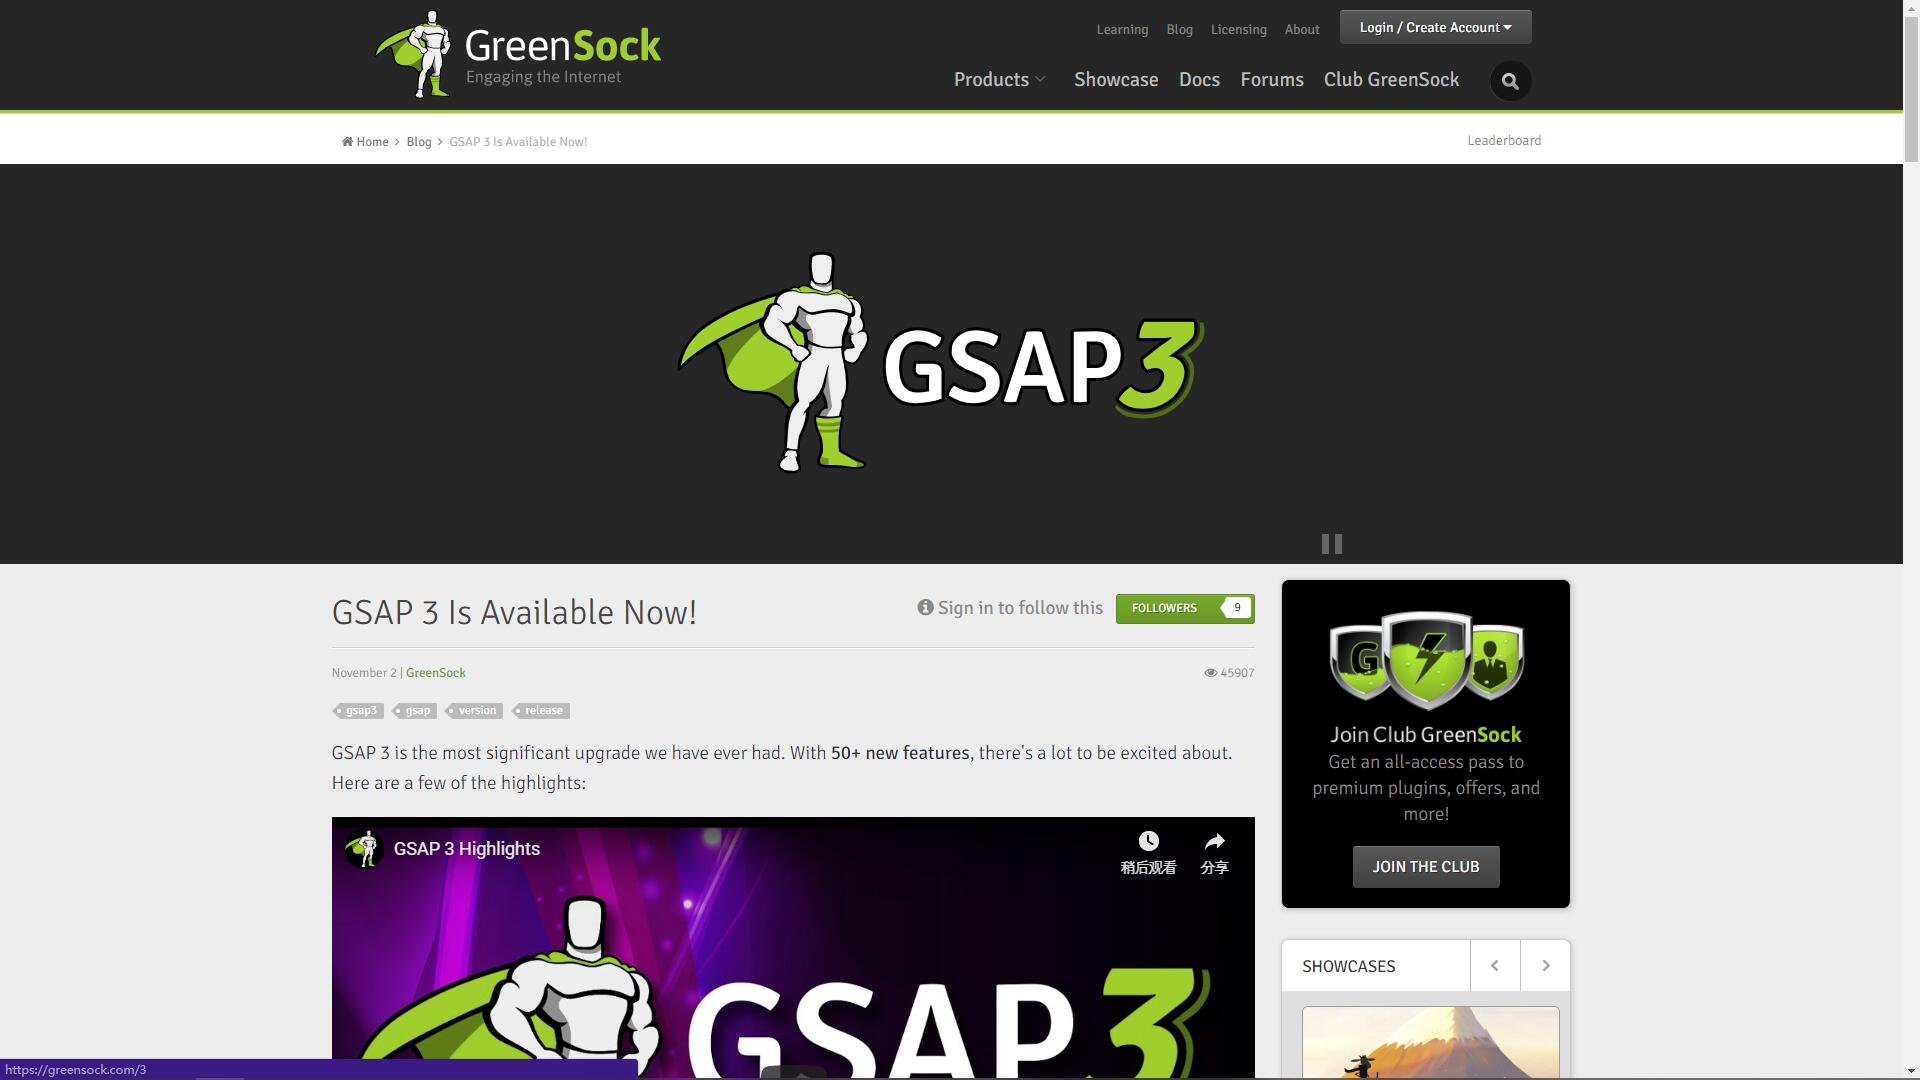 GreenSock
Engaging the Internet
Learning Blog Licensing About Login / Create Account
Products Showcase Docs Forums Club GreenSock
Home > Blog > GSAP 3 Is Available Now!
Leaderboard
GSAP3
GSAP 3 Is Available Now!
Sign in to follow this
FOLLOWERS 9
November 2 | GreenSock
45907
gsap3 gsap version release
GSAP 3 is the most significant upgrade we have ever had. With 50+ new features, there's a lot to be excited about.
Here are a few of the highlights:
GSAP 3 Highlights
稍后观看
分享
GSAP3
G
Join Club GreenSock
Get an all-access pass to
premium plugins, offers, and
more!
JOIN THE CLUB
SHOWCASES
https://greensock.com/3